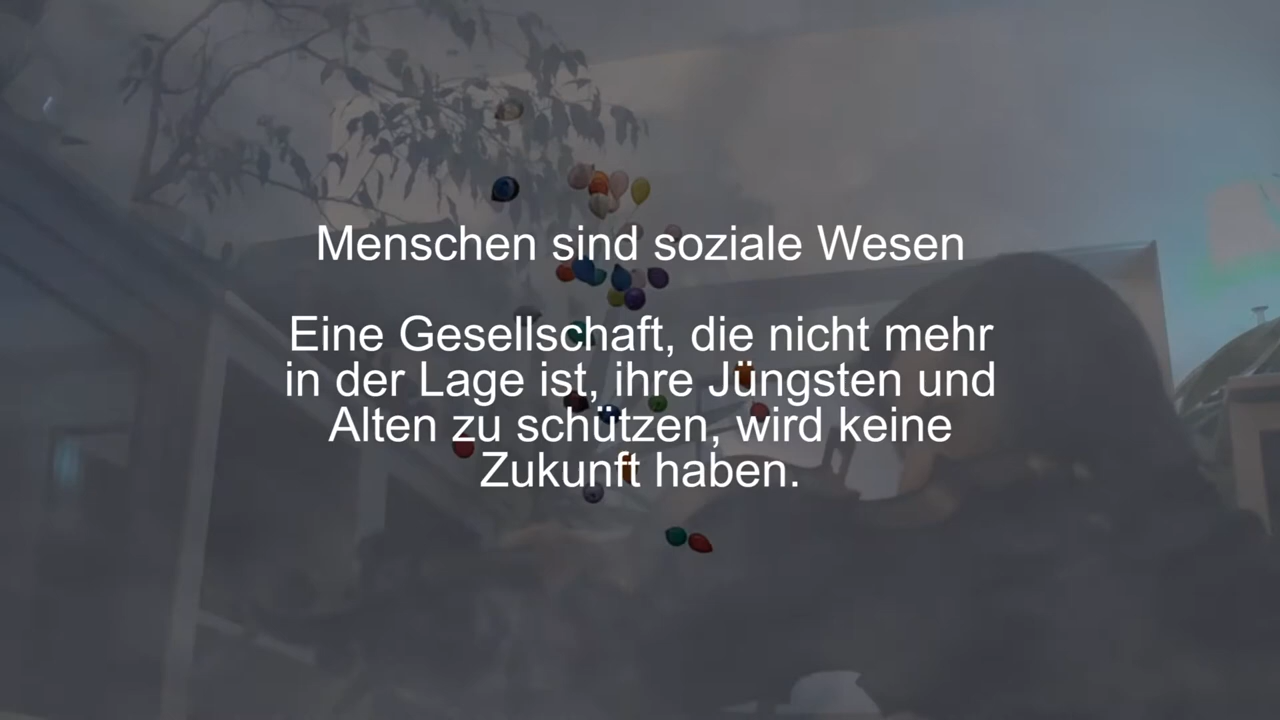 Menschen sind soziale Wesen
Eine Gesellschaft, die nicht mehr
in der Lage ist, ihre Jüngsten und
Alten zu schützen, wird keine
Zukunft haben.